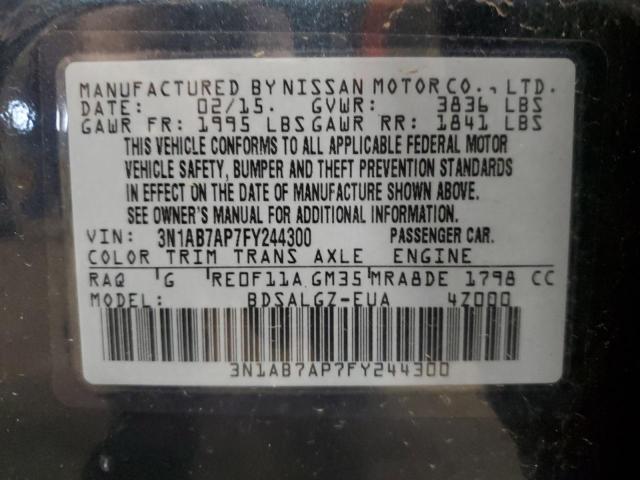 MANUFACTURED BY NISSAN MOTOR CO., LTD.
DATE: 02/15. GVWR: 3836 LBS
GAWR FR: 1995 LBS GAWR RR: 1841 LBS
THIS VEHICLE CONFORMS TO ALL APPLICABLE FEDERAL MOTOR
VEHICLE SAFETY, BUMPER AND THEFT PREVENTION STANDARDS
IN EFFECT ON THE DATE OF MANUFACTURE SHOWN ABOVE.
SEE OWNER'S MANUAL FOR ADDITIONAL INFORMATION.
VIN: 3N1AB7AP7FY244300 PASSENGER CAR.
COLOR TRIM TRANS AXLE ENGINE
RAQ G RE0F11A GM35 MRA8DE 1798 CC
MODEL: BDSALGZ-EUA 4Z000
3N1AB7AP7FY244300